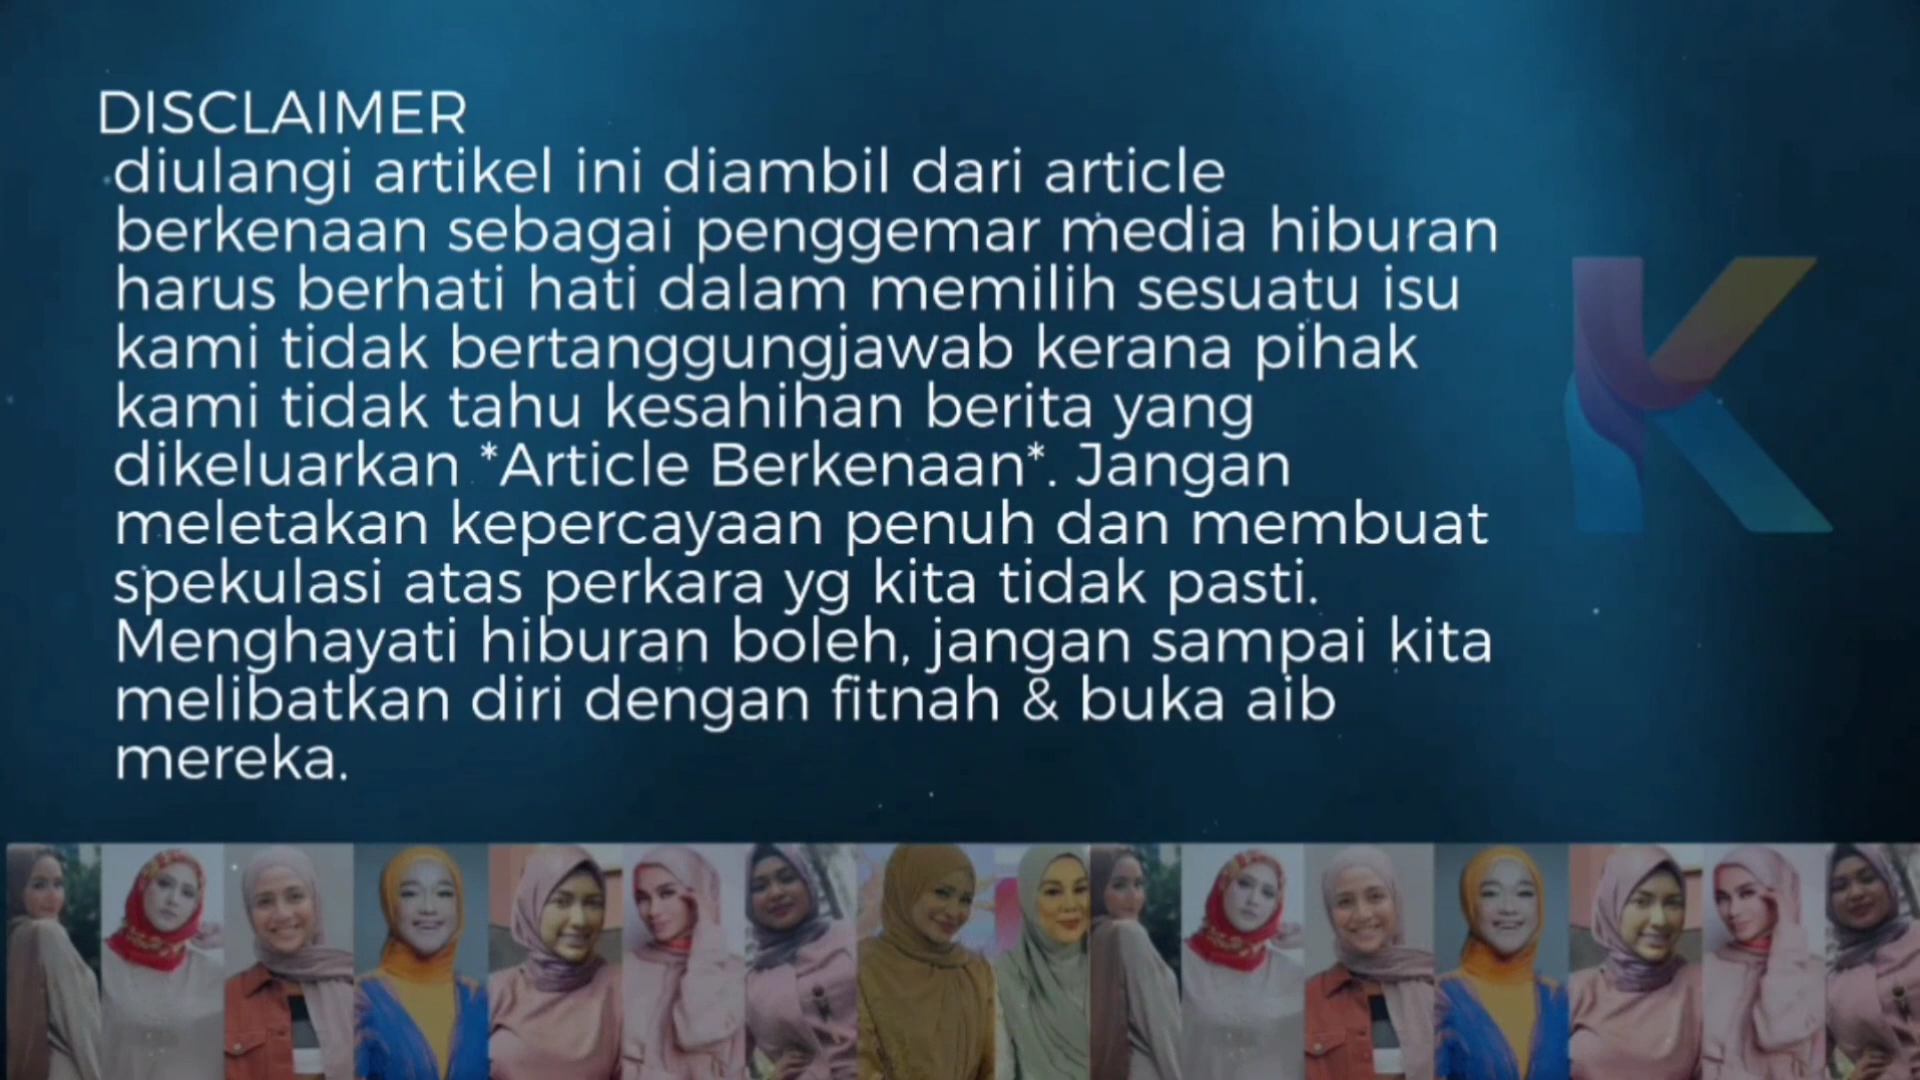 DISCLAIMER
diulangi artikel ini diambil dari article
berkenaan sebagai penggemar media hiburan
harus berhati hati dalam memilih sesuatu isu
kami tidak bertanggungjawab kerana pihak
kami tidak tahu kesahihan berita yang
dikeluarkan *Article Berkenaan*. Jangan
meletakan kepercayaan penuh dan membuat
spekulasi atas perkara yg kita tidak pasti.
Menghayati hiburan boleh, jangan sampai kita
melibatkan diri dengan fitnah & buka aib
mereka.
K